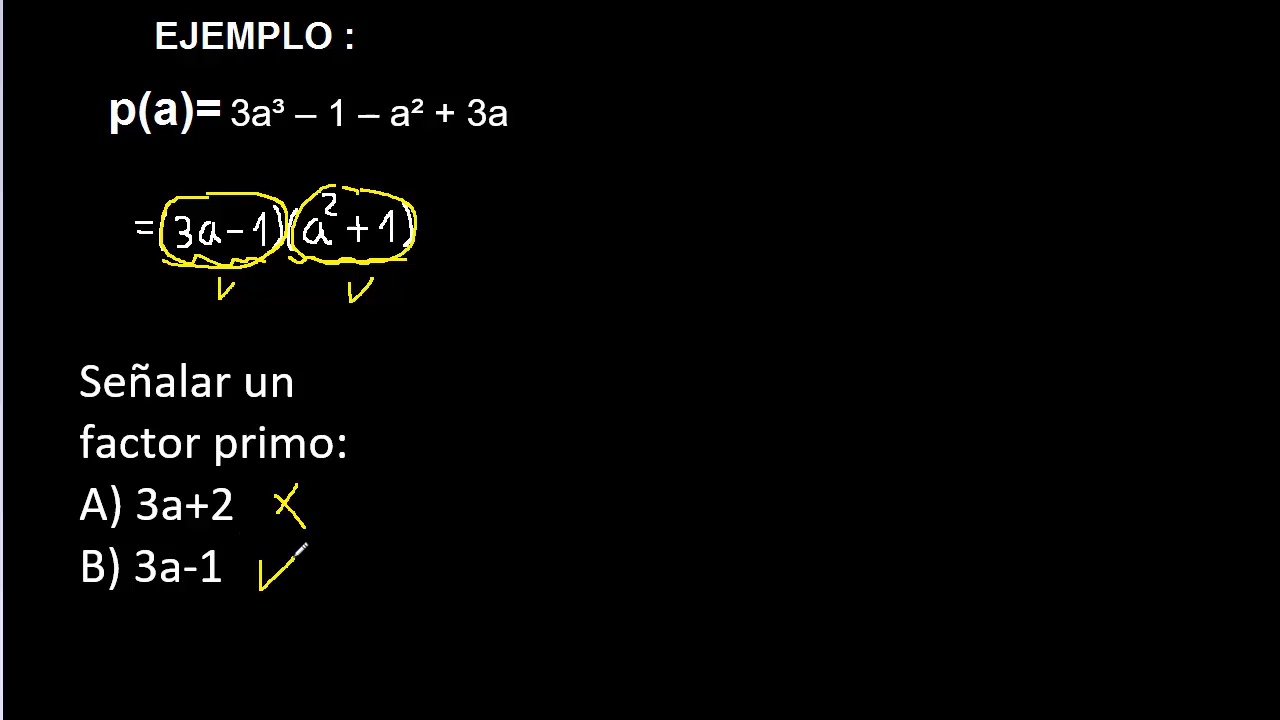 EJEMPLO :
p(a)= 3a³ – 1 – a² + 3a
= (3a-1)(a²+1)
Señalar un
factor primo:
A) 3a+2
B) 3a-1